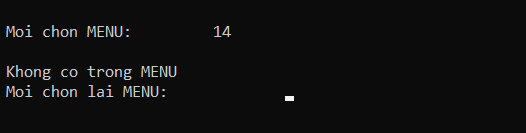 Moi chon MENU: 14
Khong co trong MENU
Moi chon lai MENU: